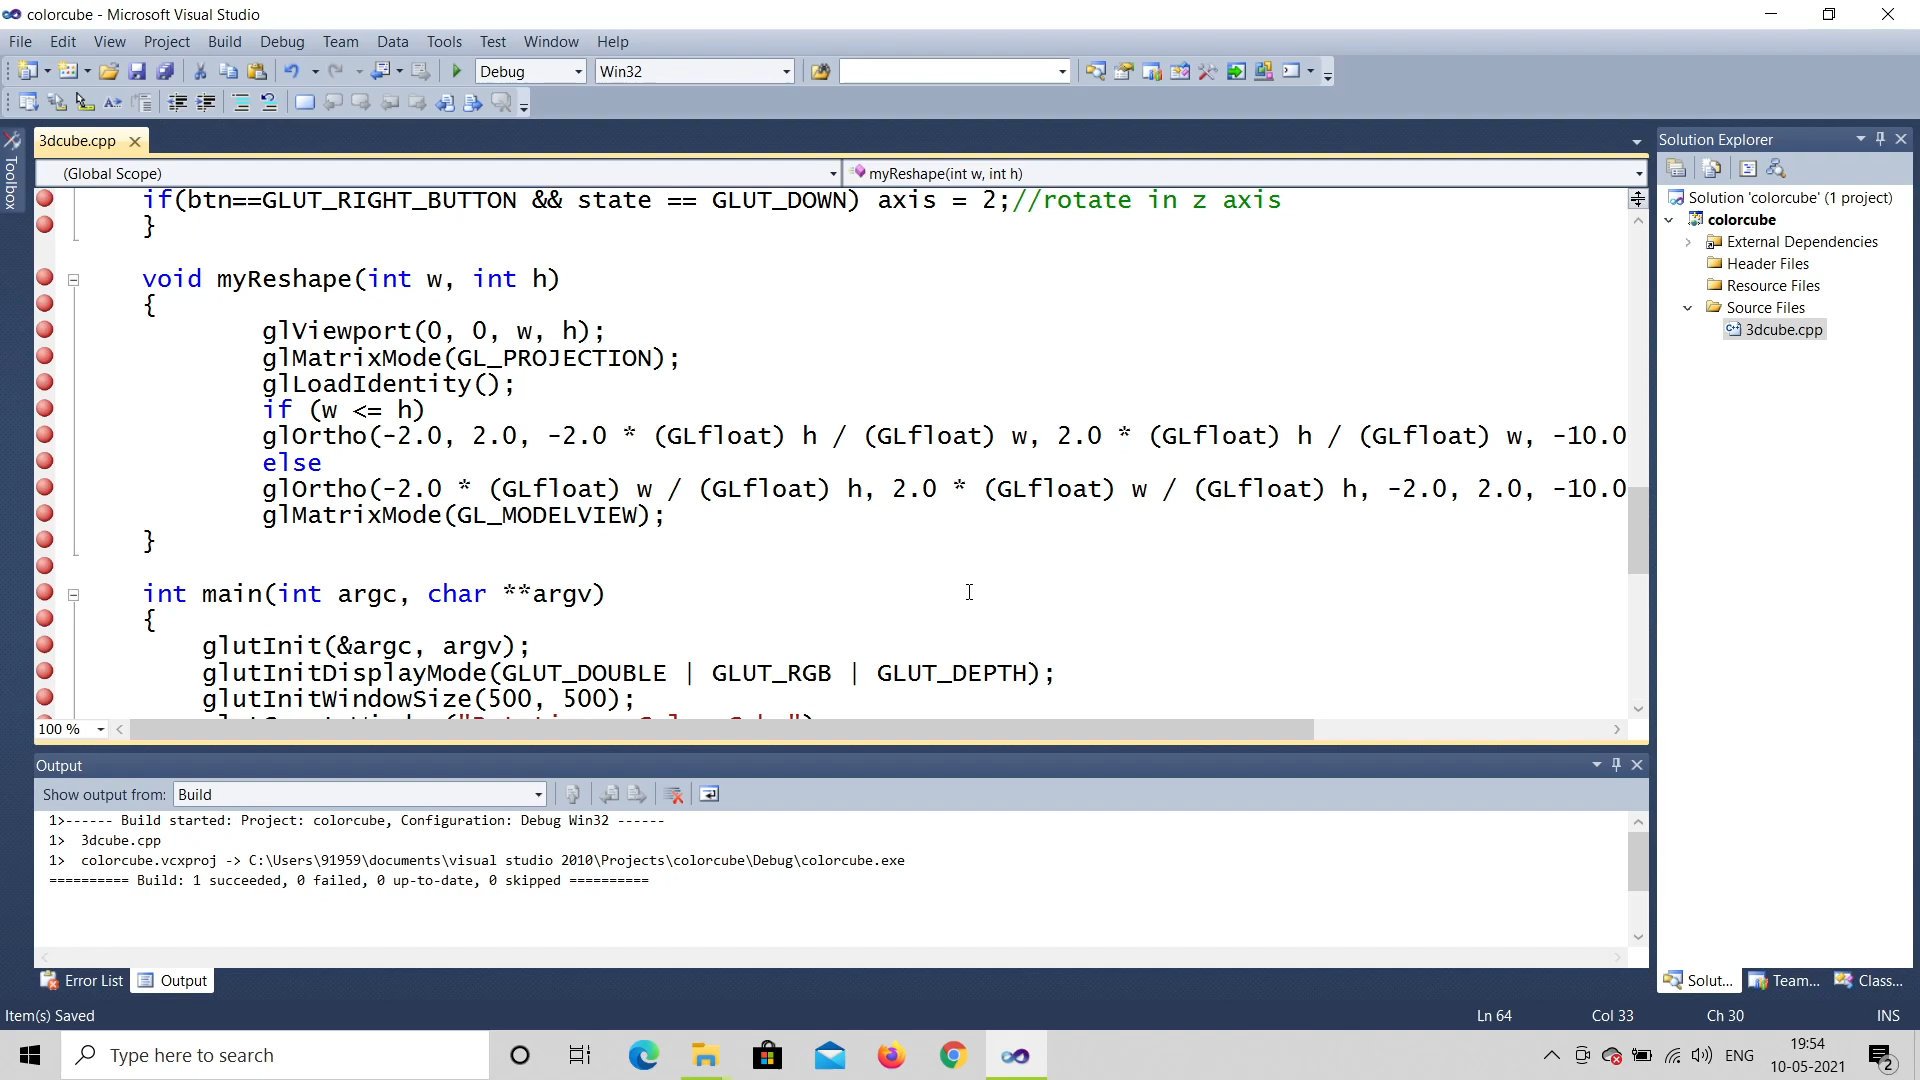 colorcube - Microsoft Visual Studio
File Edit View Project Build Debug Team Data Tools Test Window Help
Debug Win32
3dcube.cpp
Toolbox
(Global Scope) myReshape(int w, int h)
if(btn==GLUT_RIGHT_BUTTON && state == GLUT_DOWN) axis = 2;//rotate in z axis
}
void myReshape(int w, int h)
{
glViewport(0, 0, w, h);
glMatrixMode(GL_PROJECTION);
glLoadIdentity();
if (w <= h)
glOrtho(-2.0, 2.0, -2.0 * (GLfloat) h / (GLfloat) w, 2.0 * (GLfloat) h / (GLfloat) w, -10.0
else
glOrtho(-2.0 * (GLfloat) w / (GLfloat) h, 2.0 * (GLfloat) w / (GLfloat) h, -2.0, 2.0, -10.0
glMatrixMode(GL_MODELVIEW);
}
int main(int argc, char **argv)
{
glutInit(&argc, argv);
glutInitDisplayMode(GLUT_DOUBLE | GLUT_RGB | GLUT_DEPTH);
glutInitWindowSize(500, 500);
100 %
Solution Explorer
Solution 'colorcube' (1 project)
colorcube
External Dependencies
Header Files
Resource Files
Source Files
3dcube.cpp
Output
Show output from: Build
1>------ Build started: Project: colorcube, Configuration: Debug Win32 ------
1> 3dcube.cpp
1> colorcube.vcxproj -> C:\Users\91959\documents\visual studio 2010\Projects\colorcube\Debug\colorcube.exe
========== Build: 1 succeeded, 0 failed, 0 up-to-date, 0 skipped ==========
Error List Output
Solut... Team... Class...
Item(s) Saved Ln 64 Col 33 Ch 30 INS
Type here to search
ENG
19:54
10-05-2021
2